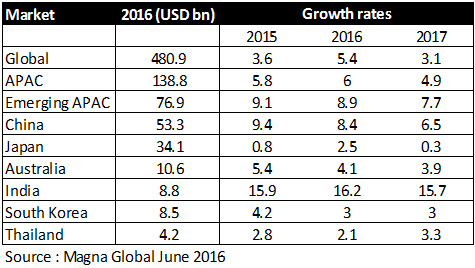 Market 2016 (USD bn) Growth rates
2015 2016 2017
Global 480.9 3.6 5.4 3.1
APAC 138.8 5.8 6 4.9
Emerging APAC 76.9 9.1 8.9 7.7
China 53.3 9.4 8.4 6.5
Japan 34.1 0.8 2.5 0.3
Australia 10.6 5.4 4.1 3.9
India 8.8 15.9 16.2 15.7
South Korea 8.5 4.2 3 3
Thailand 4.2 2.8 2.1 3.3
Source : Magna Global June 2016